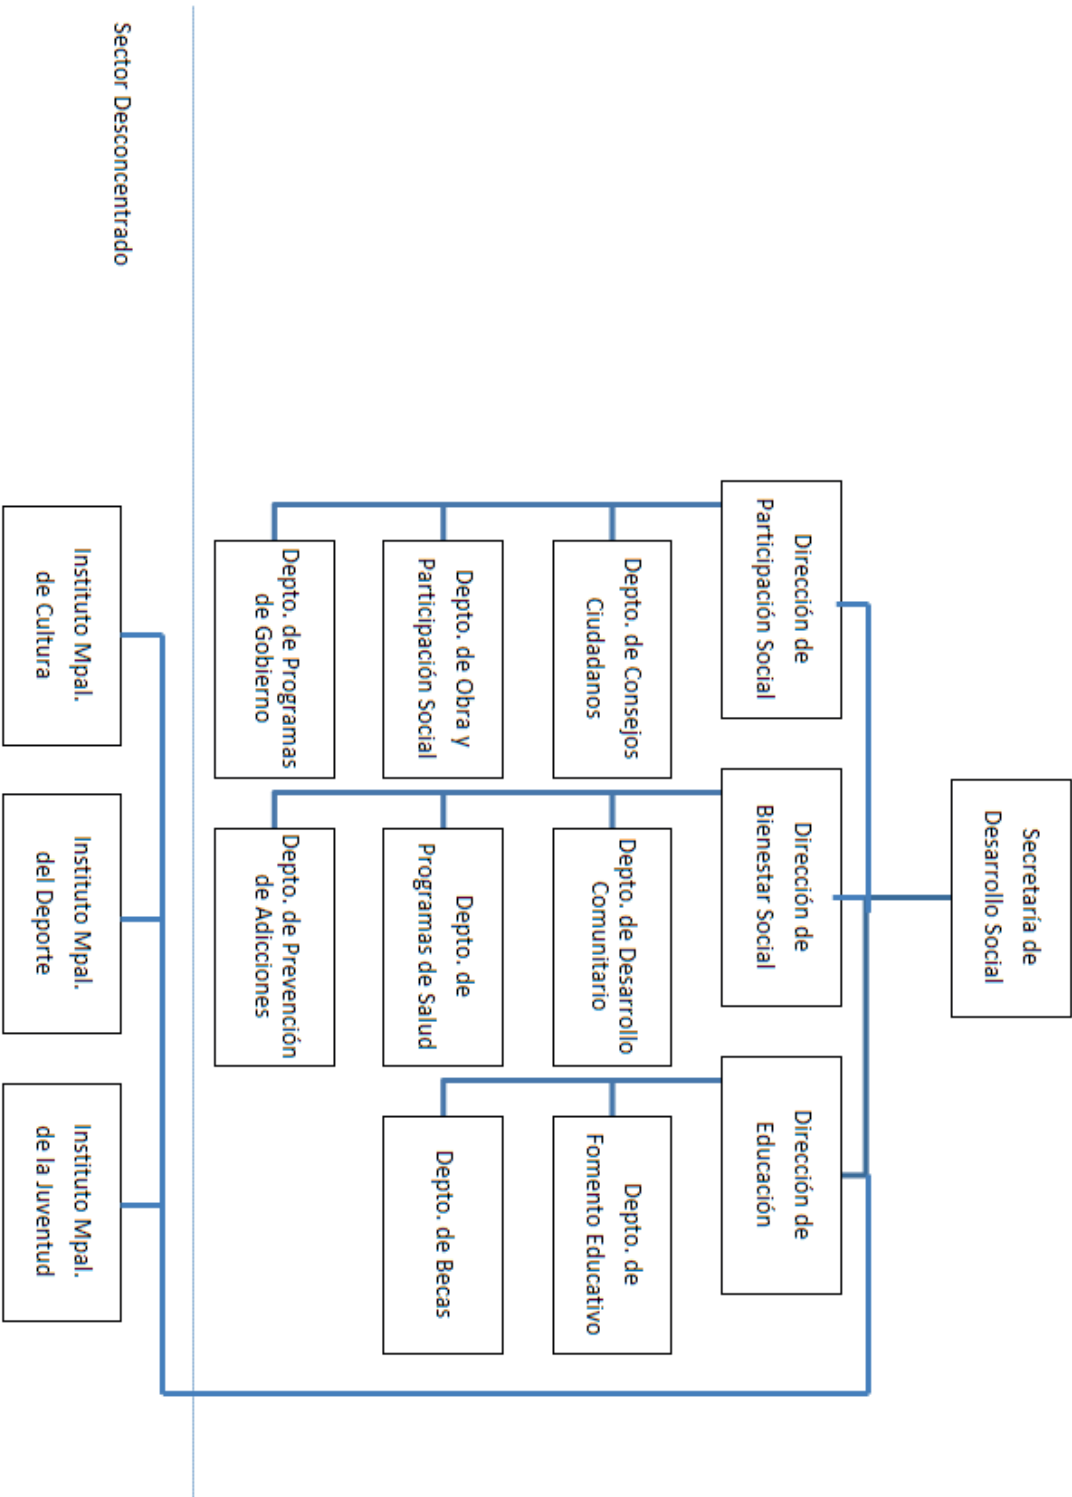 Secretaría de
Desarrollo Social
Dirección de
Participación Social
Dirección de
Bienestar Social
Dirección de
Educación
Depto. de Consejos
Ciudadanos
Depto. de Desarrollo
Comunitario
Depto. de
Fomento Educativo
Depto. de Obra y
Participación Social
Depto. de
Programas de Salud
Depto. de Becas
Depto. de Programas
de Gobierno
Depto. de Prevención
de Adicciones
Sector Desconcentrado
Instituto Mpal.
de Cultura
Instituto Mpal.
del Deporte
Instituto Mpal.
de la Juventud